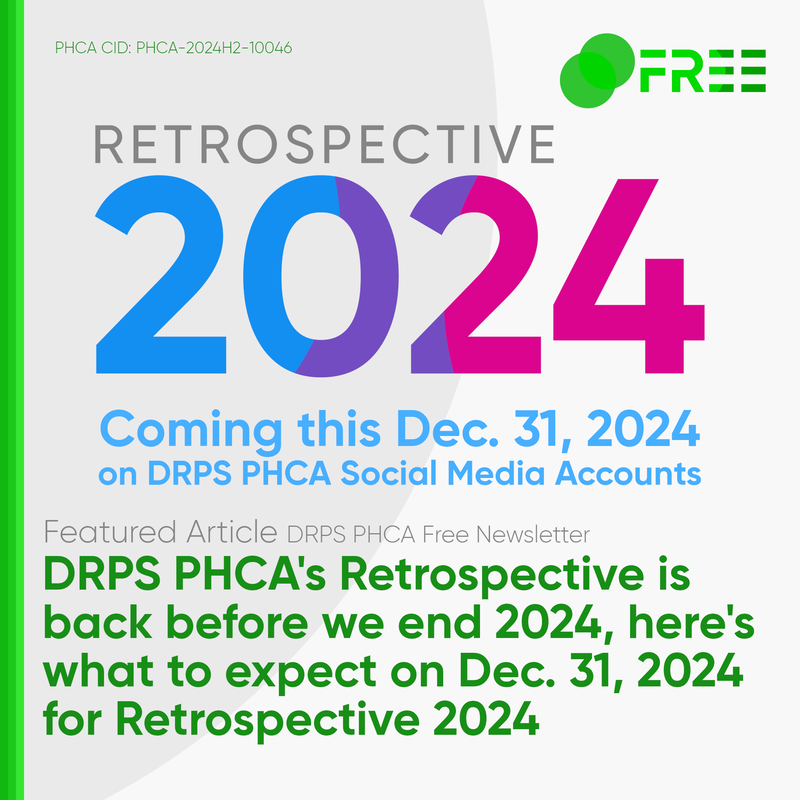 PHCA CID: PHCA-2024H2-10046
FREE
RETROSPECTIVE
2024
Coming this Dec. 31, 2024
on DRPS PHCA Social Media Accounts
Featured Article DRPS PHCA Free Newsletter
DRPS PHCA's Retrospective is
back before we end 2024, here's
what to expect on Dec. 31, 2024
for Retrospective 2024